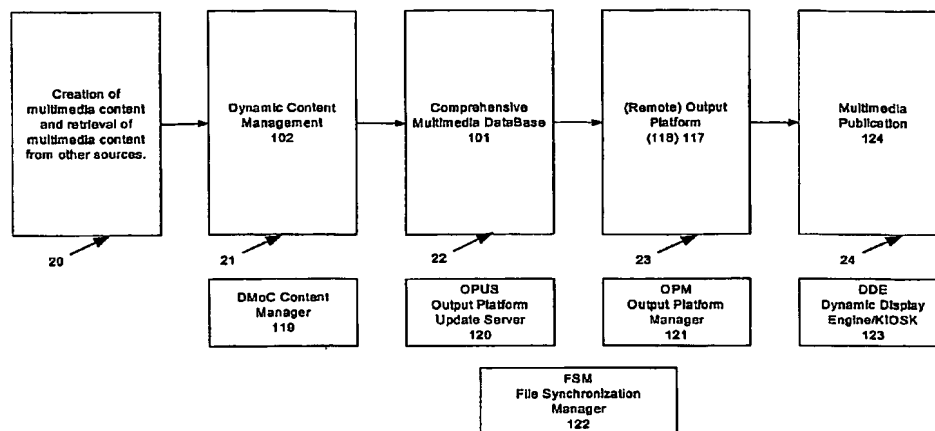 Creation of
multimedia content
and retrieval of
multimedia content
from other sources.
Dynamic Content
Management
102
Comprehensive
Multimedia DataBase
101
(Remote) Output
Platform
(118) 117
Multimedia
Publication
124
20
21
22
23
24
DMoC Content
Manager
119
OPUS
Output Platform
Update Server
120
OPM
Output Platform
Manager
121
DDE
Dynamic Display
Engine/KIOSK
123
FSM
File Synchronization
Manager
122